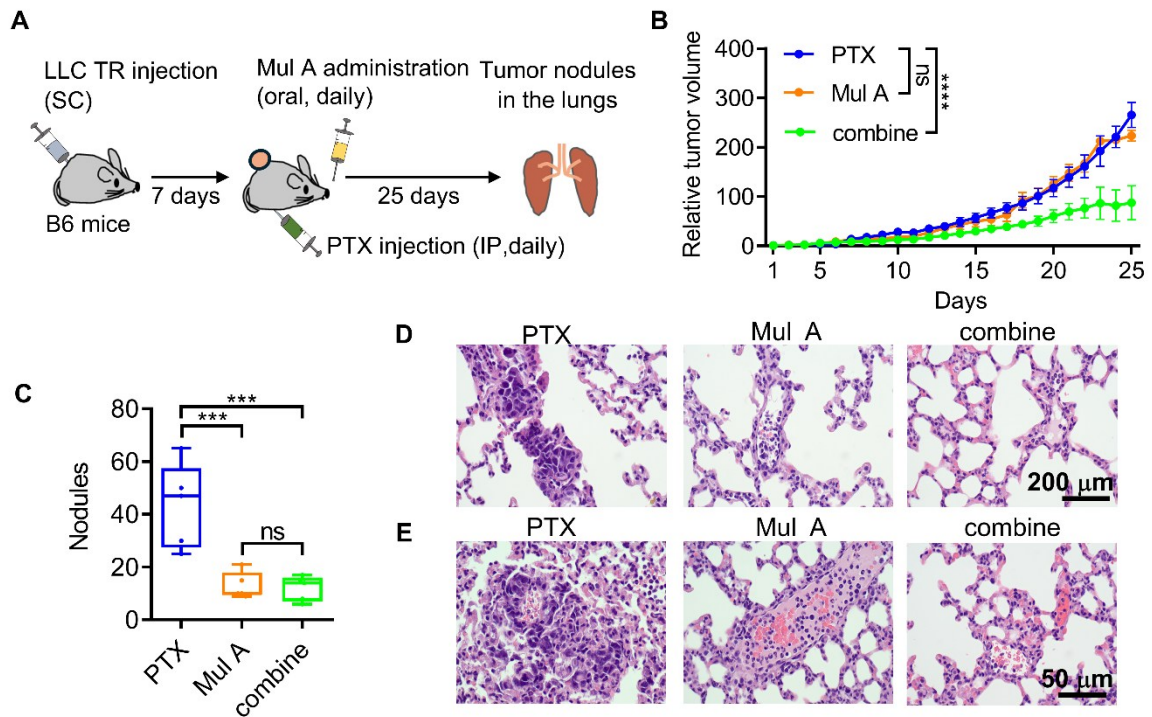 A
LLC TR injection
(SC)
B6 mice
7 days
Mul A administration
(oral, daily)
PTX injection (IP,daily)
25 days
Tumor nodules
in the lungs
B
Relative tumor volume
400
300
200
100
0
1
5
10
15
20
25
Days
PTX
Mul A
combine
ns
****
C
Nodules
80
60
40
20
0
***
***
ns
PTX
Mul A
combine
D
PTX
Mul A
combine
200 μm
E
PTX
Mul A
combine
50 μm